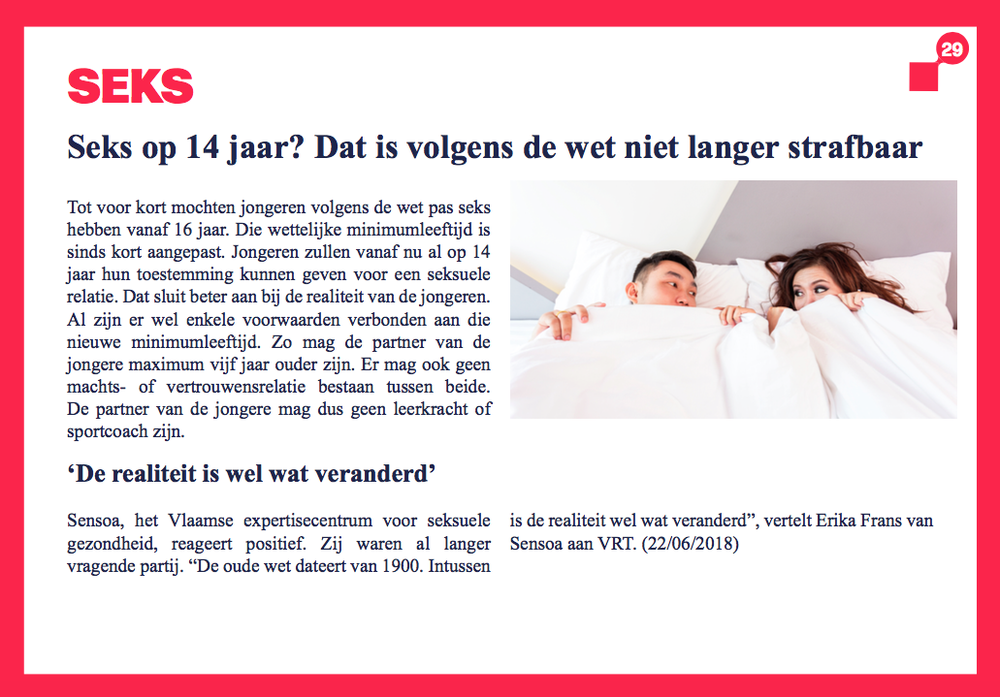 29
SEKS
Seks op 14 jaar? Dat is volgens de wet niet langer strafbaar
Tot voor kort mochten jongeren volgens de wet pas seks
hebben vanaf 16 jaar. Die wettelijke minimumleeftijd is
sinds kort aangepast. Jongeren zullen vanaf nu al op 14
jaar hun toestemming kunnen geven voor een seksuele
relatie. Dat sluit beter aan bij de realiteit van de jongeren.
Al zijn er wel enkele voorwaarden verbonden aan die
nieuwe minimumleeftijd. Zo mag de partner van de
jongere maximum vijf jaar ouder zijn. Er mag ook geen
machts- of vertrouwensrelatie bestaan tussen beide.
De partner van de jongere mag dus geen leerkracht of
sportcoach zijn.
‘De realiteit is wel wat veranderd’
Sensoa, het Vlaamse expertisecentrum voor seksuele
gezondheid, reageert positief. Zij waren al langer
vragende partij. “De oude wet dateert van 1900. Intussen
is de realiteit wel wat veranderd”, vertelt Erika Frans van
Sensoa aan VRT. (22/06/2018)